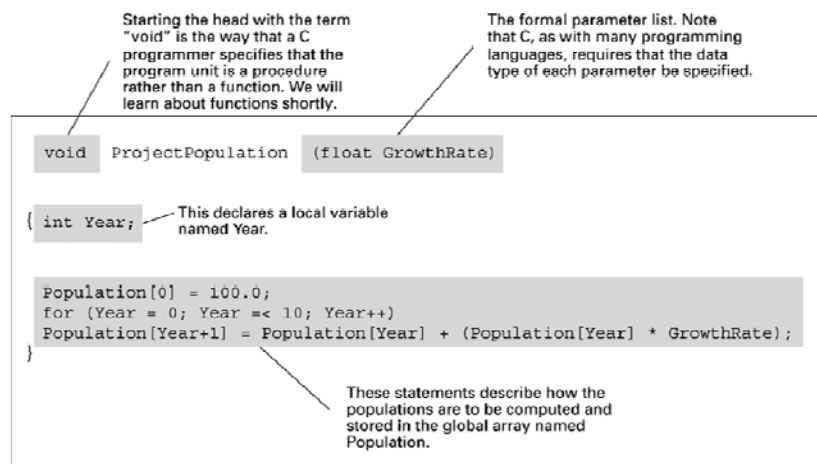 Starting the head with the term
“void” is the way that a C
programmer specifies that the
program unit is a procedure
rather than a function. We will
learn about functions shortly.
The formal parameter list. Note
that C, as with many programming
languages, requires that the data
type of each parameter be specified.
void ProjectPopulation (float GrowthRate)
{ int Year;
This declares a local variable
named Year.
Population[0] = 100.0;
for (Year = 0; Year =< 10; Year++)
Population[Year+1] = Population[Year] + (Population[Year] * GrowthRate);
}
These statements describe how the
populations are to be computed and
stored in the global array named
Population.